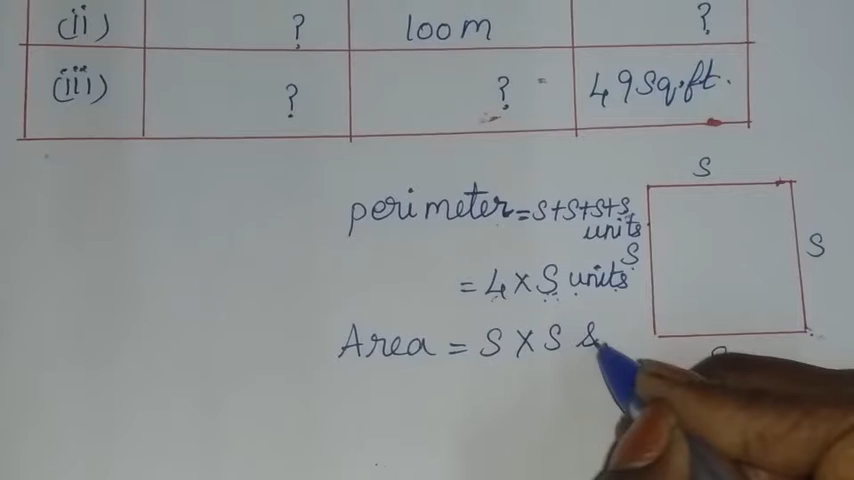 (ii) ? 100m ?
(iii) ? ? 49sq.ft.
S
perimeter = S+S+S+S
units
S
S
= 4 X S units
Area = S X S